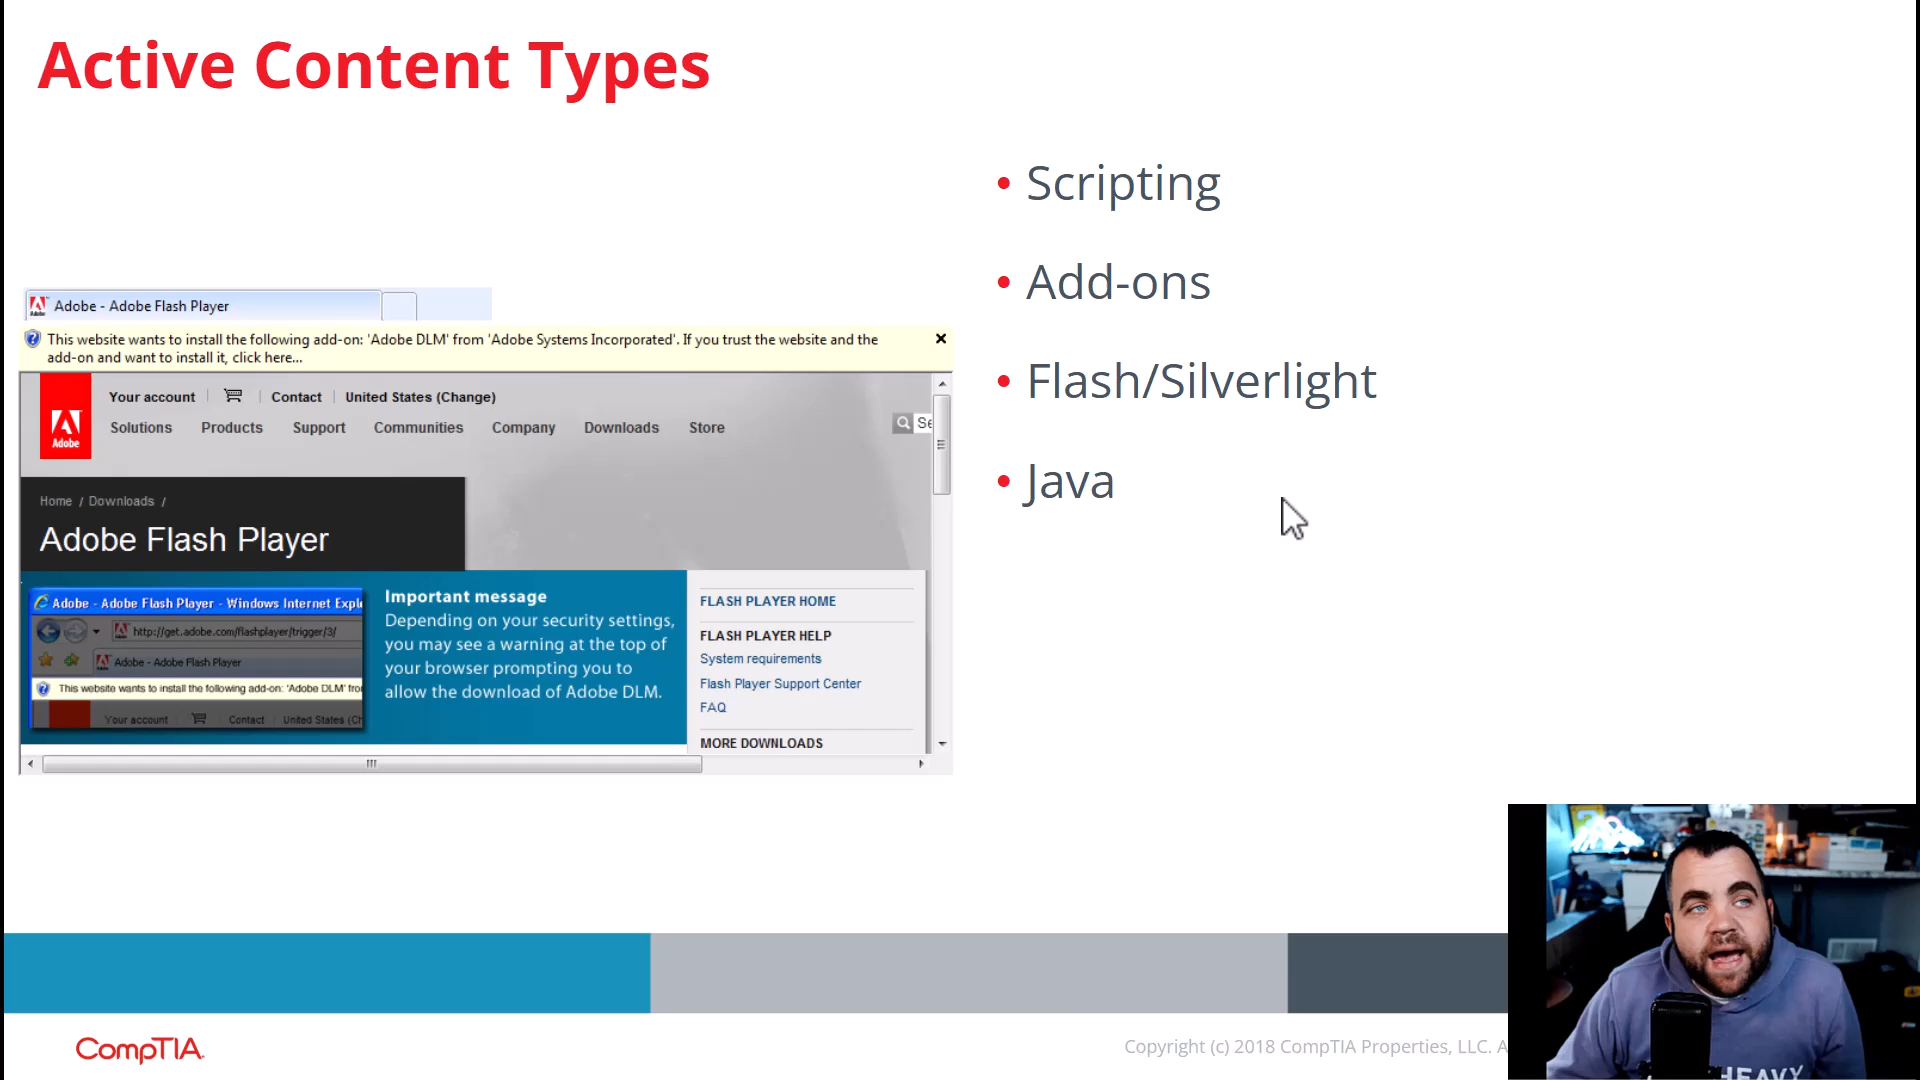 Active Content Types
• Scripting
• Add-ons
• Flash/Silverlight
• Java
Adobe - Adobe Flash Player
This website wants to install the following add-on: 'Adobe DLM' from 'Adobe Systems Incorporated'. If you trust the website and the
add-on and want to install it, click here...
Adobe
Your account | Contact | United States (Change)
Solutions Products Support Communities Company Downloads Store
Se
Home / Downloads /
Adobe Flash Player
Adobe - Adobe Flash Player - Windows Internet Expl
http://get.adobe.com/flashplayer/trigger/3/
Adobe - Adobe Flash Player
This website wants to install the following add-on: 'Adobe DLM' fro
Your account Contact United States (Ch
Important message
Depending on your security settings,
you may see a warning at the top of
your browser prompting you to
allow the download of Adobe DLM.
FLASH PLAYER HOME
FLASH PLAYER HELP
System requirements
Flash Player Support Center
FAQ
MORE DOWNLOADS
CompTIA.
Copyright (c) 2018 CompTIA Properties, LLC. A
HEAVY